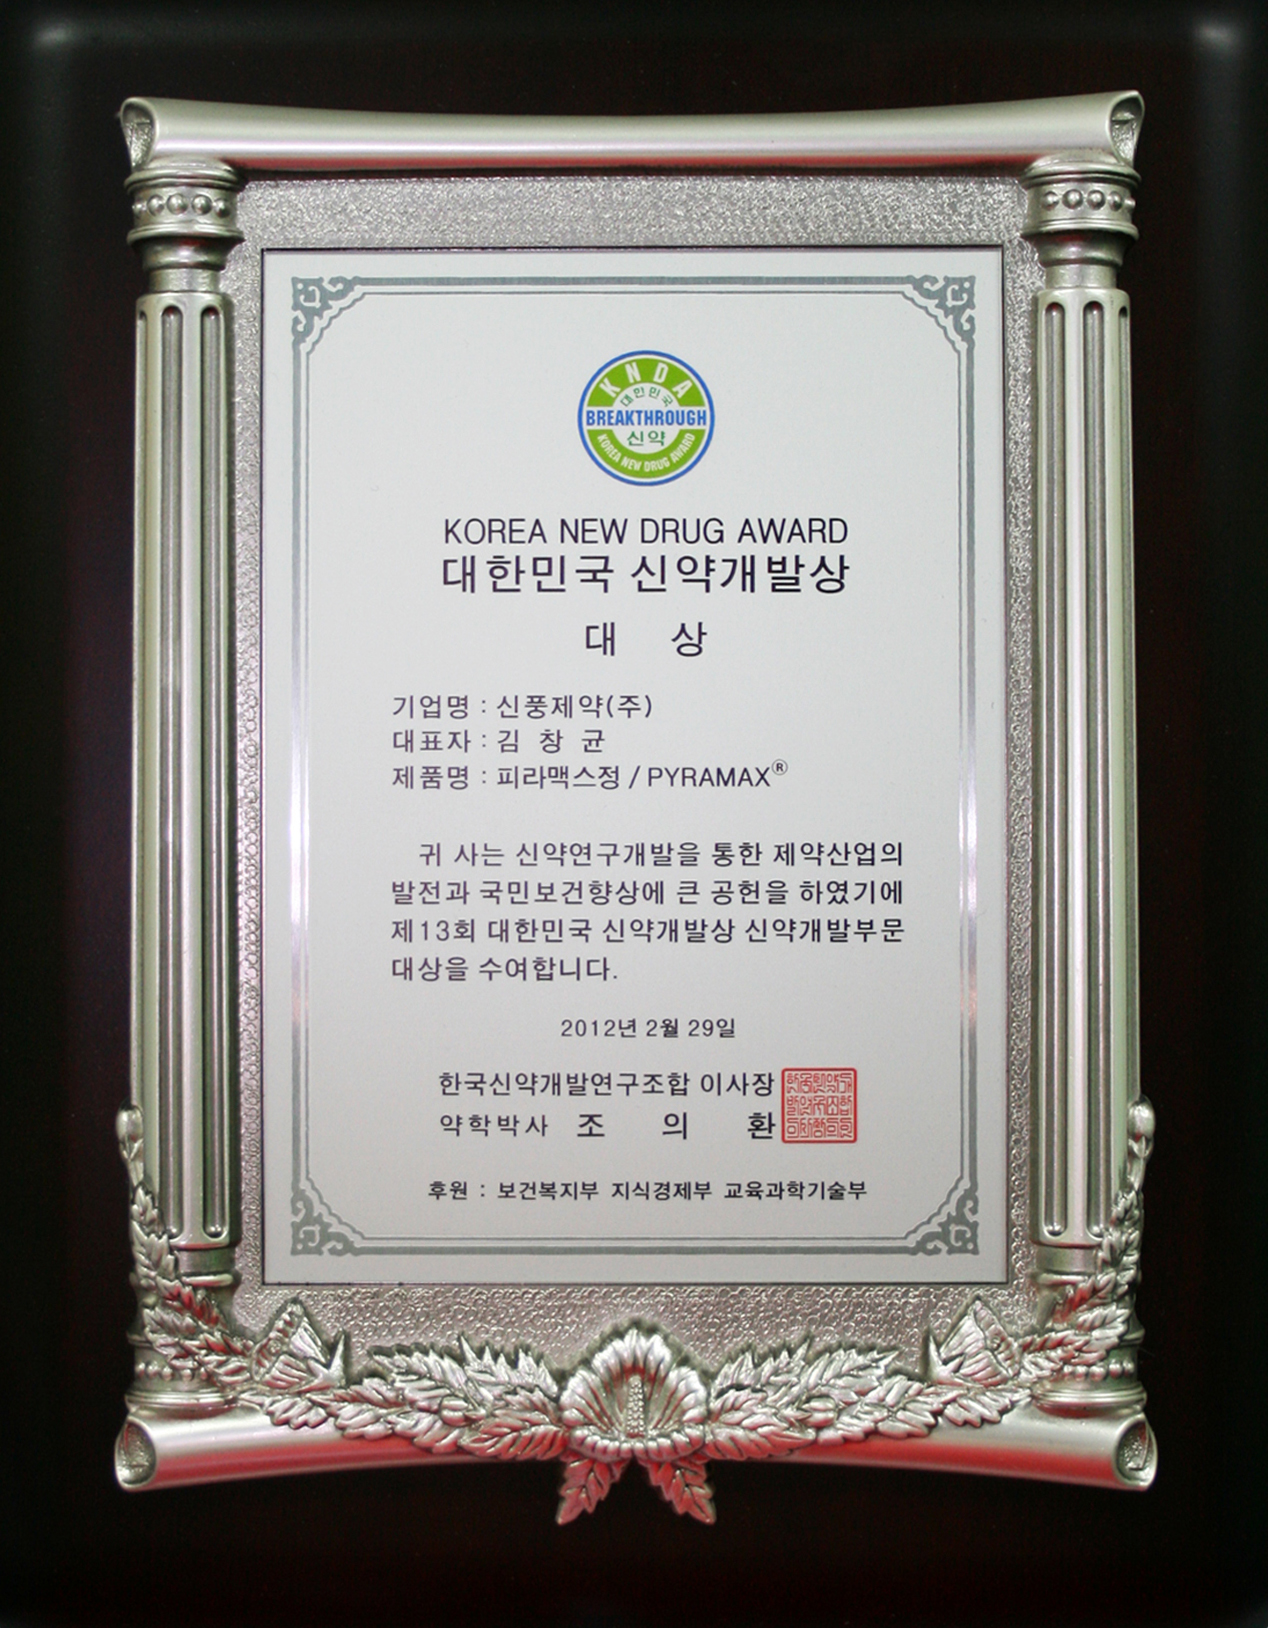 KNDA
대한민국
BREAKTHROUGH
신약
KOREA NEW DRUG AWARD
KOREA NEW DRUG AWARD
대한민국 신약개발상
대 상
기업명 : 신풍제약(주)
대표자 : 김 창 균
제품명 : 피라맥스정 / PYRAMAX®
귀 사는 신약연구개발을 통한 제약산업의
발전과 국민보건향상에 큰 공헌을 하였기에
제13회 대한민국 신약개발상 신약개발부문
대상을 수여합니다.
2012년 2월 29일
한국신약개발연구조합 이사장
약학박사 조 의 환
후원 : 보건복지부 지식경제부 교육과학기술부